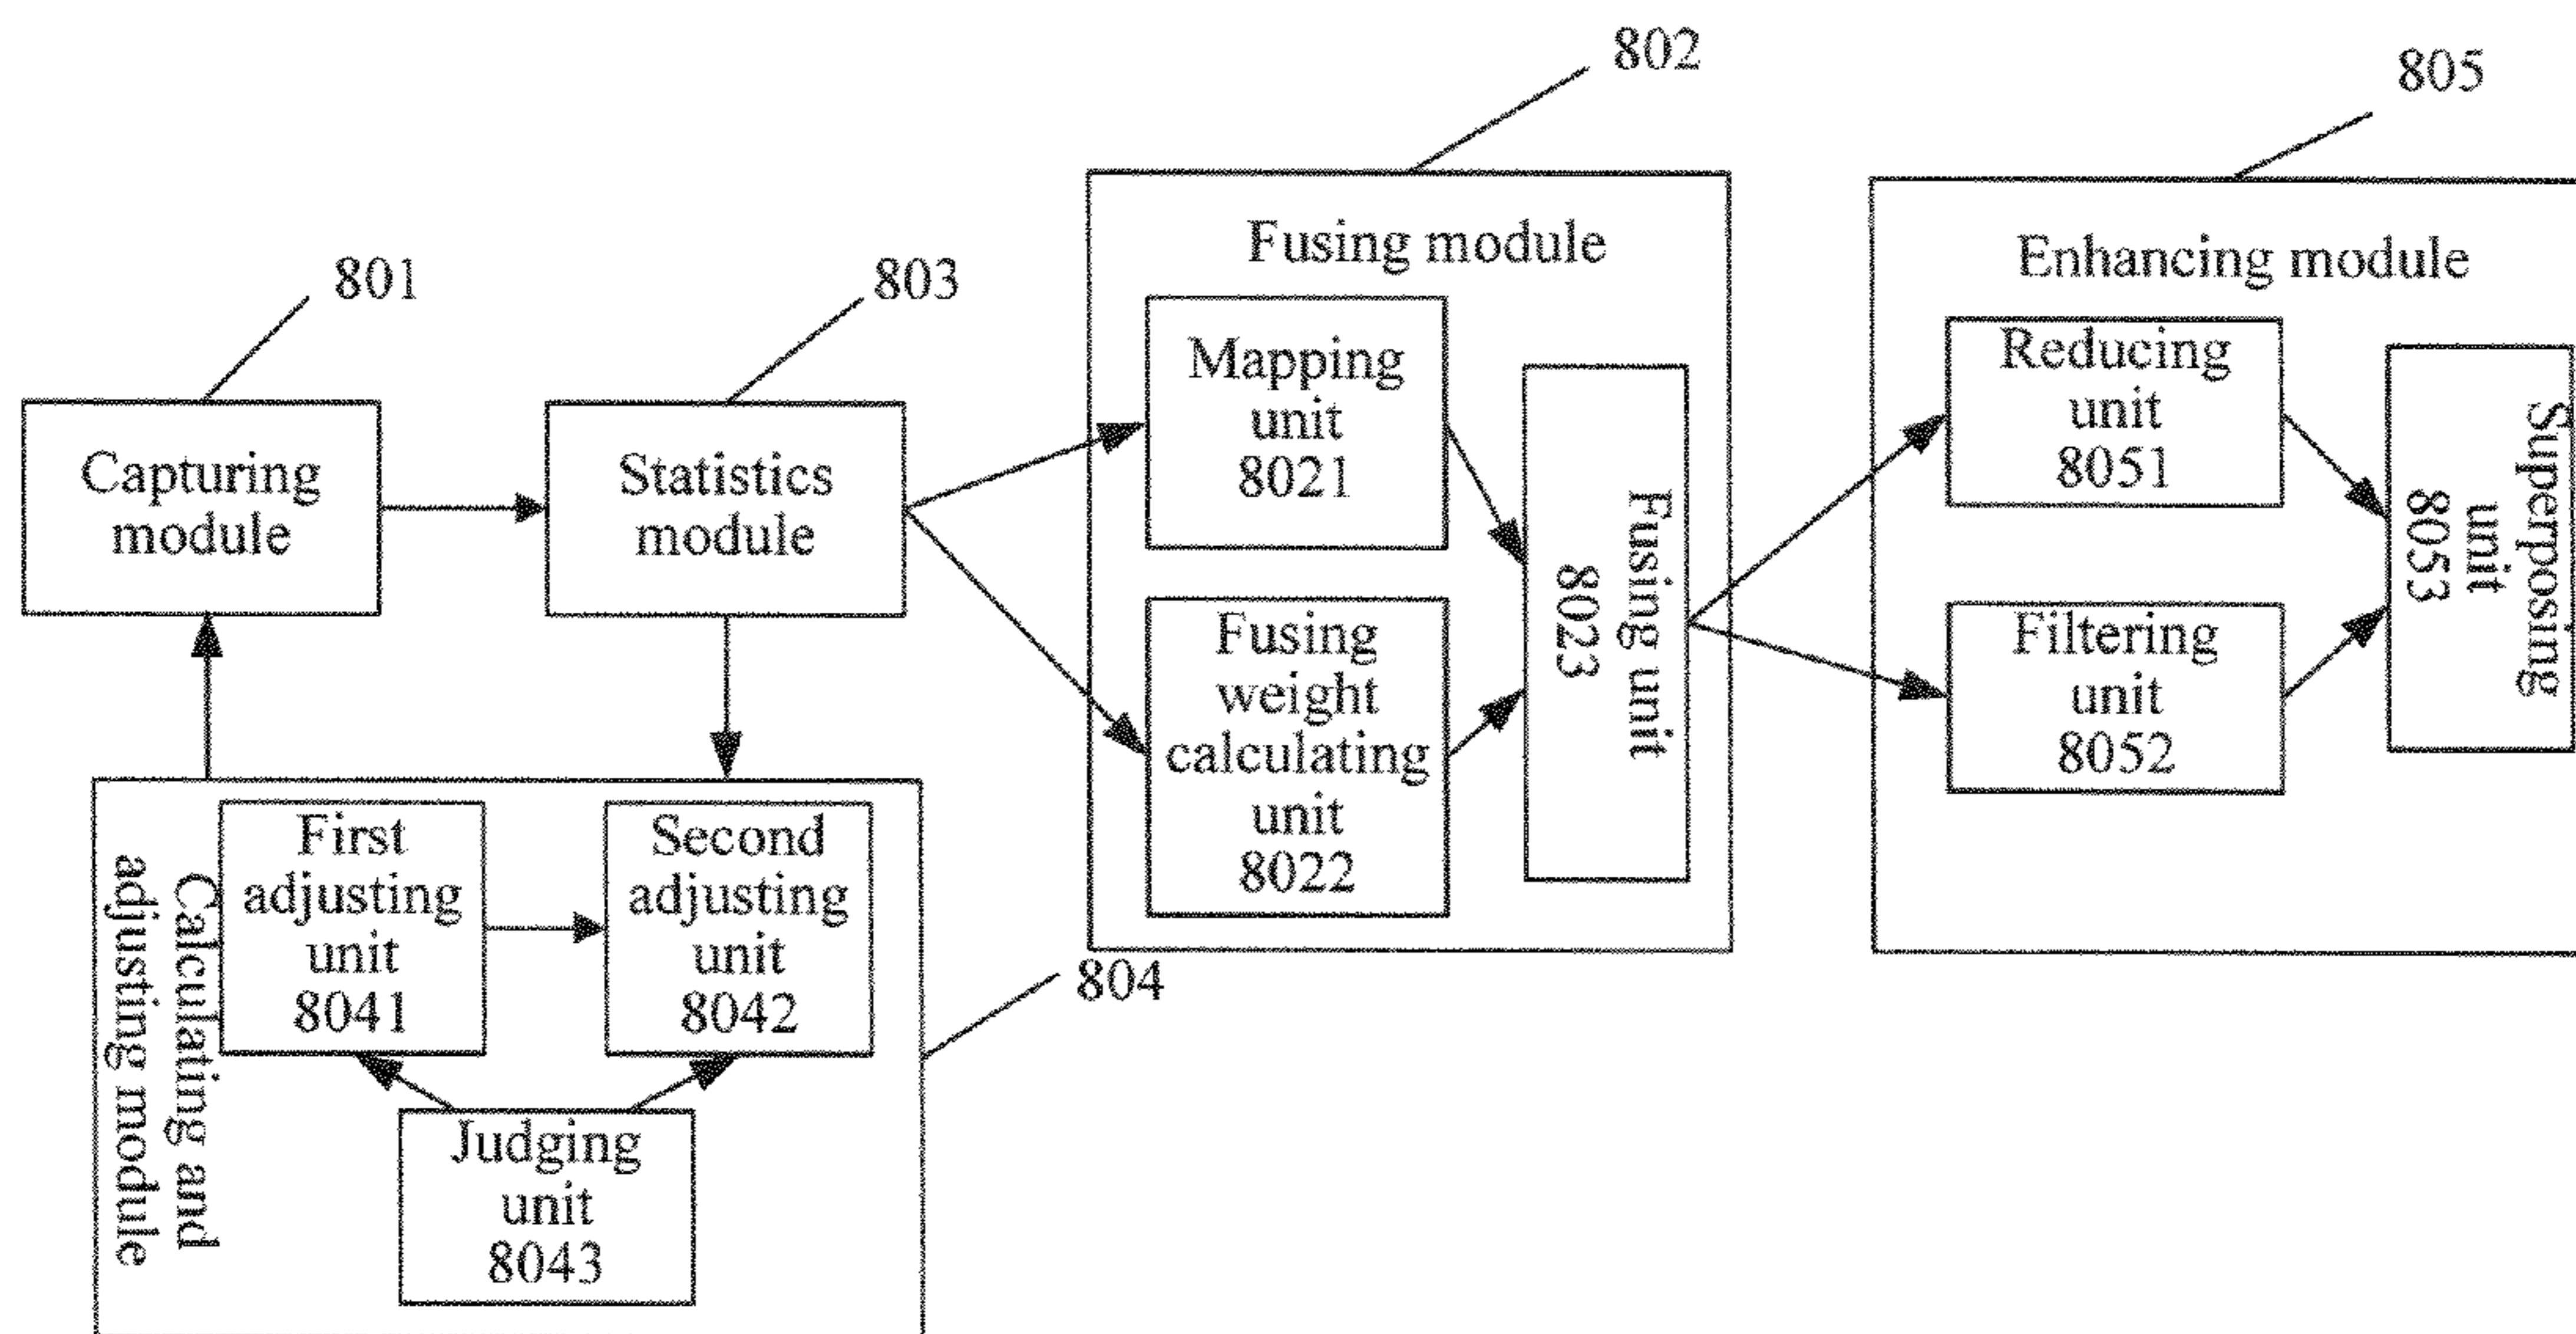 802
805
801
803
Fusing module
Enhancing module
Capturing
module
Statistics
module
Mapping
unit
8021
Fusing
weight
calculating
unit
8022
Fusing unit
8023
Reducing
unit
8051
Filtering
unit
8052
Superposing
unit
8053
Calculating and
adjusting module
First
adjusting
unit
8041
Second
adjusting
unit
8042
Judging
unit
8043
804